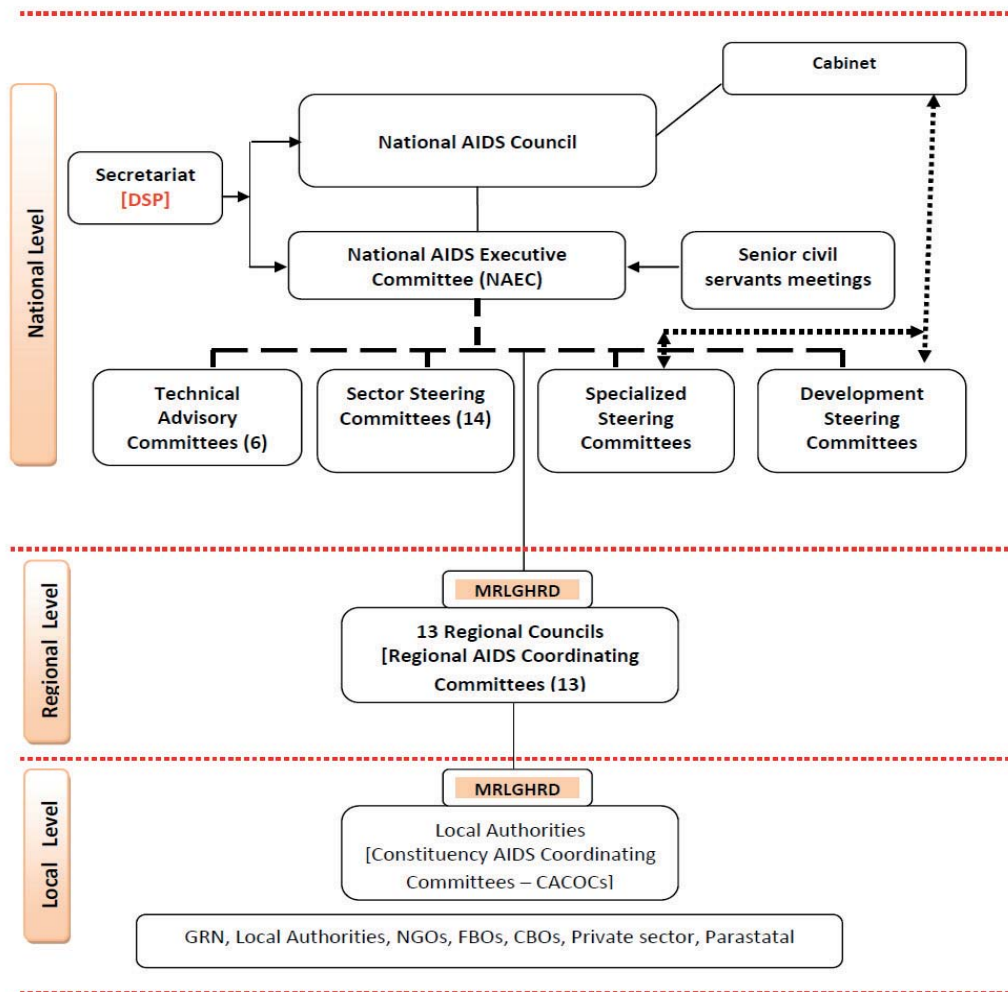 Cabinet
National AIDS Council
Secretariat
[DSP]
National AIDS Executive
Committee (NAEC)
Senior civil
servants meetings
National Level
Technical
Advisory
Committees (6)
Sector Steering
Committees (14)
Specialized
Steering
Committees
Development
Steering
Committees
Regional Level
MRLGHRD
13 Regional Councils
[Regional AIDS Coordinating
Committees (13)
Local Level
MRLGHRD
Local Authorities
[Constituency AIDS Coordinating
Committees – CACOCs]
GRN, Local Authorities, NGOs, FBOs, CBOs, Private sector, Parastatal